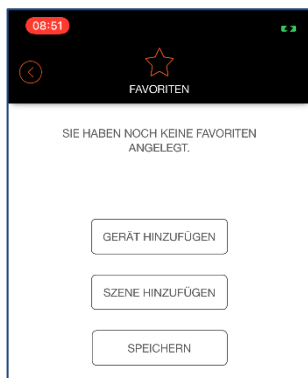 08:51
FAVORITEN
SIE HABEN NOCH KEINE FAVORITEN
ANGELEGT.
GERÄT HINZUFÜGEN
SZENE HINZUFÜGEN
SPEICHERN